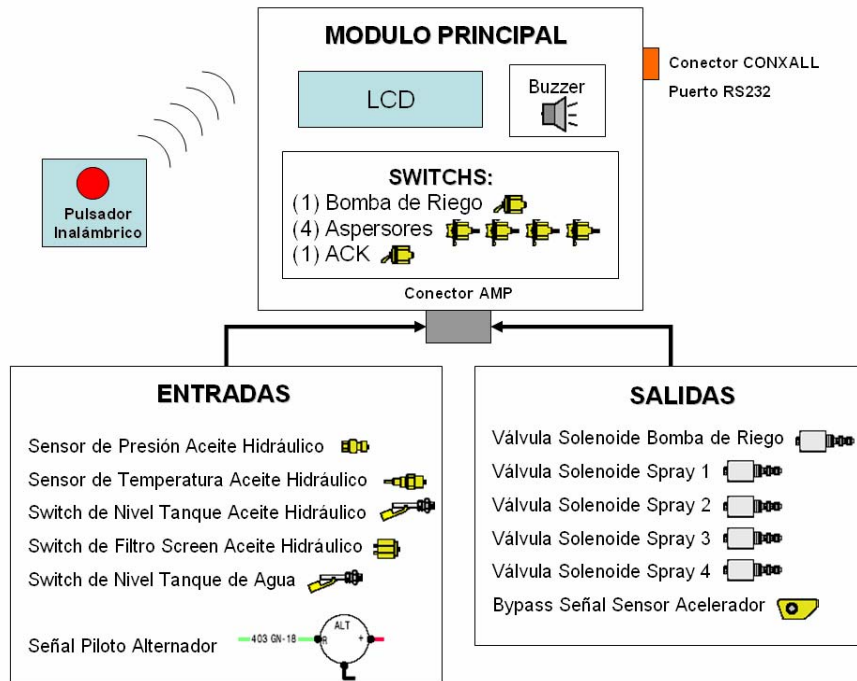 MODULO PRINCIPAL
LCD
Buzzer
Conector CONXALL
Puerto RS232
Pulsador
Inalámbrico
SWITCHS:
(1) Bomba de Riego
(4) Aspersores
(1) ACK
Conector AMP
ENTRADAS
Sensor de Presión Aceite Hidráulico
Sensor de Temperatura Aceite Hidráulico
Switch de Nivel Tanque Aceite Hidráulico
Switch de Filtro Screen Aceite Hidráulico
Switch de Nivel Tanque de Agua
Señal Piloto Alternador
403 GN-18
ALT
R
+
SALIDAS
Válvula Solenoide Bomba de Riego
Válvula Solenoide Spray 1
Válvula Solenoide Spray 2
Válvula Solenoide Spray 3
Válvula Solenoide Spray 4
Bypass Señal Sensor Acelerador